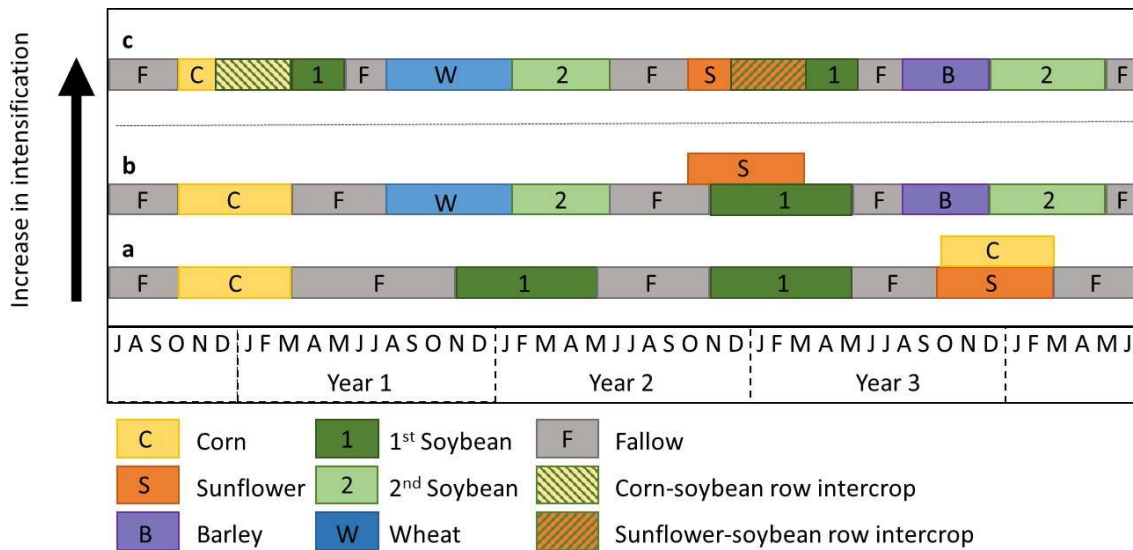 Increase in intensification
c
F C 1 F W 2 F S 1 F B 2 F
b
S
F C F W 2 F 1 F B 2 F
a
C
F C F 1 F 1 F S F
J A S O N D J F M A M J J A S O N D J F M A M J J A S O N D J F M A M J J A S O N D J F M A M J
Year 1 Year 2 Year 3
C Corn 1 1st Soybean F Fallow
S Sunflower 2 2nd Soybean Corn-soybean row intercrop
B Barley W Wheat Sunflower-soybean row intercrop